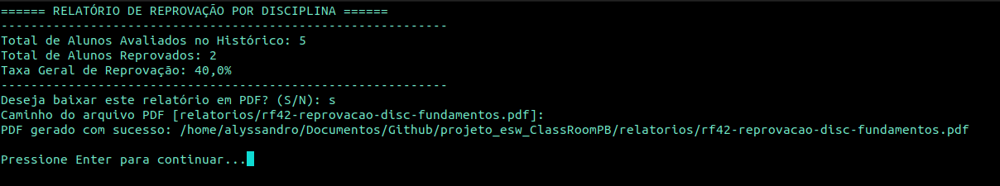 ====== RELATÓRIO DE REPROVAÇÃO POR DISCIPLINA ======
------------------------------------------------------------
Total de Alunos Avaliados no Histórico: 5
Total de Alunos Reprovados: 2
Taxa Geral de Reprovação: 40,0%
------------------------------------------------------------
Deseja baixar este relatório em PDF? (S/N): s
Caminho do arquivo PDF [relatorios/rf42-reprovacao-disc-fundamentos.pdf]:
PDF gerado com sucesso: /home/alyssandro/Documentos/Github/projeto_esw_ClassRoomPB/relatorios/rf42-reprovacao-disc-fundamentos.pdf
Pressione Enter para continuar...